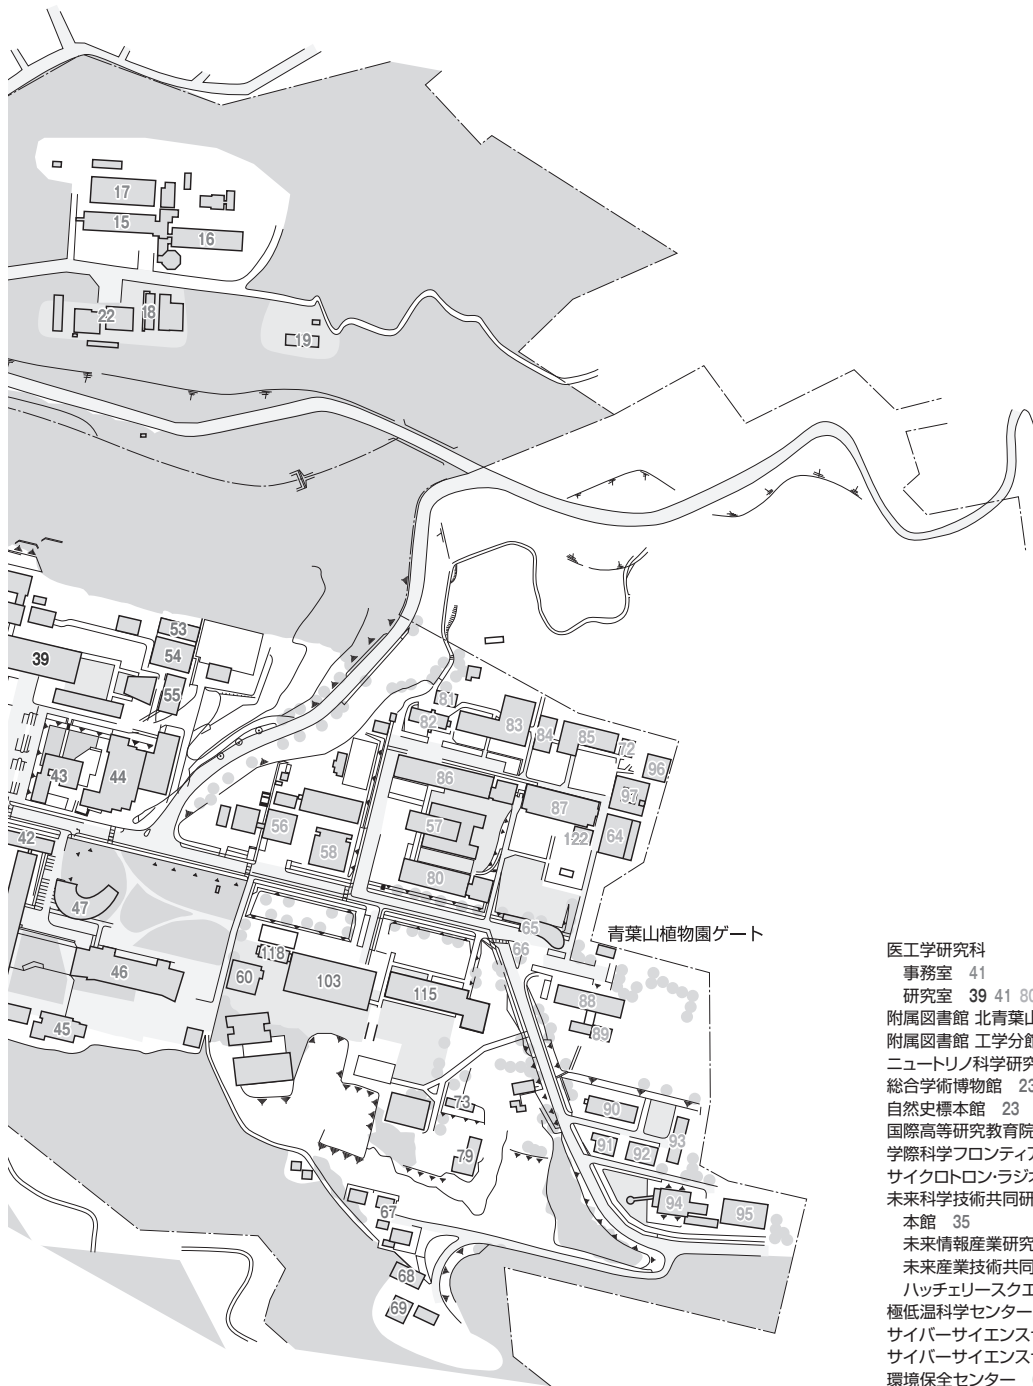 17
15
16
22
18
19
53
39
54
55
81
82
83
84
85
72
96
43
44
86
97
87
56
57
122
64
42
58
80
47
65
青葉山植物園ゲート
66
118
46
60
103
115
88
45
89
73
90
93
91
92
79
94
95
67
68
69
医工学研究科
事務室 41
研究室 39 41 80
附属図書館 北青葉山
附属図書館 工学分館
ニュートリノ科学研究
総合学術博物館 23
自然史標本館 23
国際高等研究教育院
学際科学フロンティア
サイクロトロン・ラジオ
未来科学技術共同研
本館 35
未来情報産業研究
未来産業技術共同
ハッチェリースクエ
極低温科学センター
サイバーサイエンス
サイバーサイエンス
環境保全センター